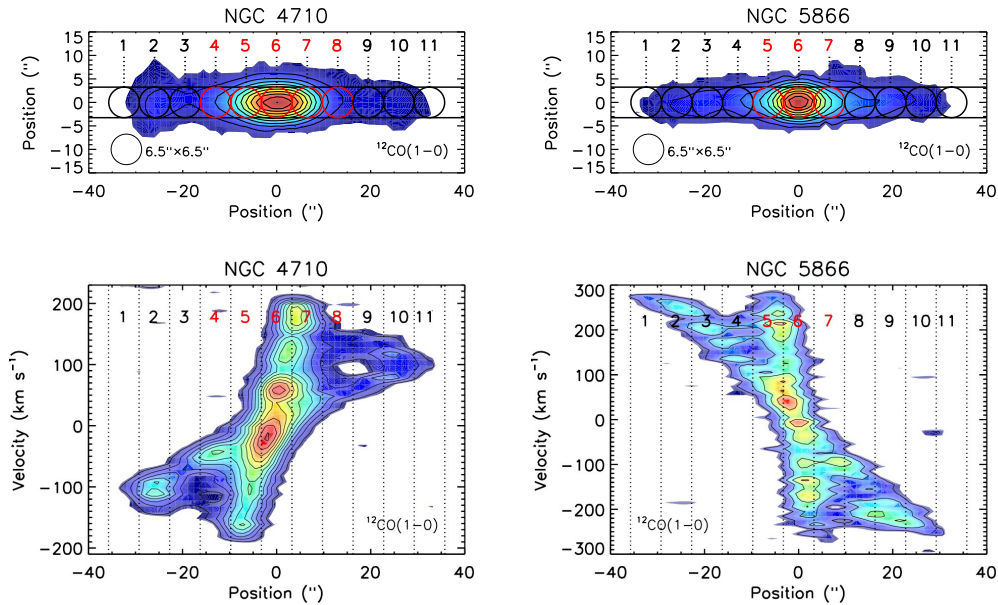 NGC 4710
15
10
5
0
−5
−10
−15
Position (")
1 2 3 4 5 6 7 8 9 10 11
6.5"×6.5"
¹²CO(1−0)
−40 −20 0 20 40
Position (")
NGC 5866
15
10
5
0
−5
−10
−15
Position (")
1 2 3 4 5 6 7 8 9 10 11
6.5"×6.5"
¹²CO(1−0)
−40 −20 0 20 40
Position (")
NGC 4710
200
100
0
−100
−200
Velocity (km s⁻¹)
1 2 3 4 5 6 7 8 9 10 11
¹²CO(1−0)
−40 −20 0 20 40
Position (")
NGC 5866
300
200
100
0
−100
−200
−300
Velocity (km s⁻¹)
1 2 3 4 5 6 7 8 9 10 11
¹²CO(1−0)
−40 −20 0 20 40
Position (")